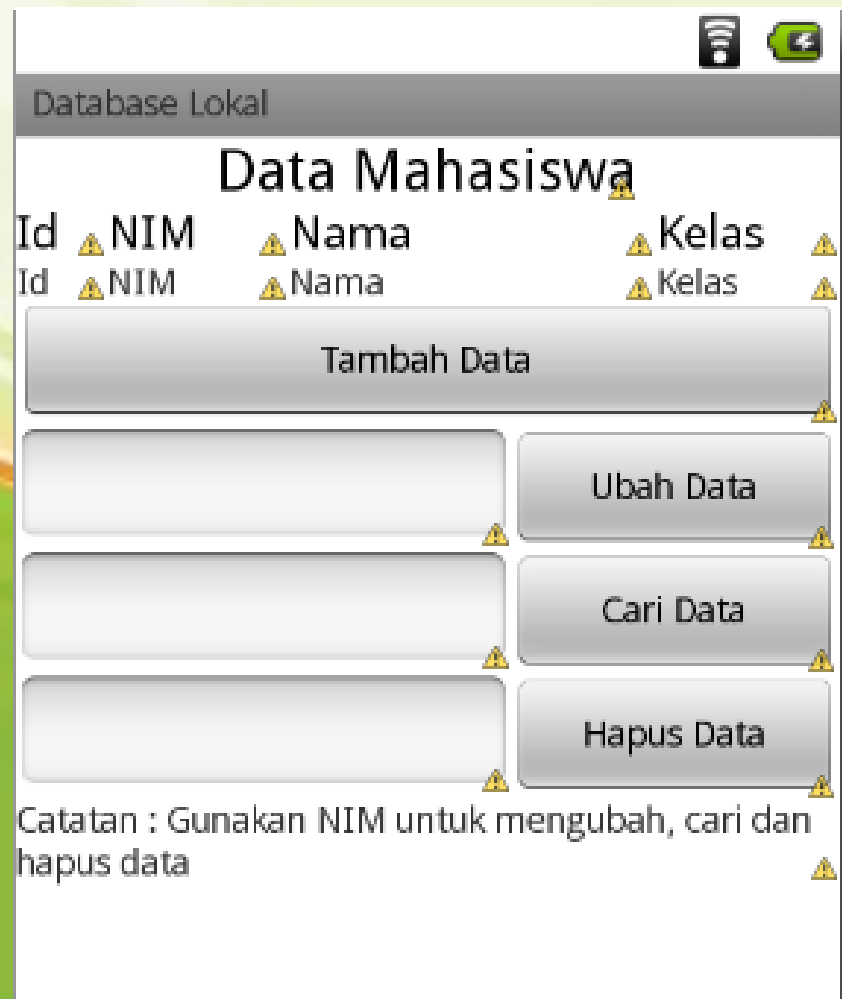 Database Lokal
Data Mahasiswa
Id NIM Nama Kelas
Id NIM Nama Kelas
Tambah Data
Ubah Data
Cari Data
Hapus Data
Catatan : Gunakan NIM untuk mengubah, cari dan
hapus data